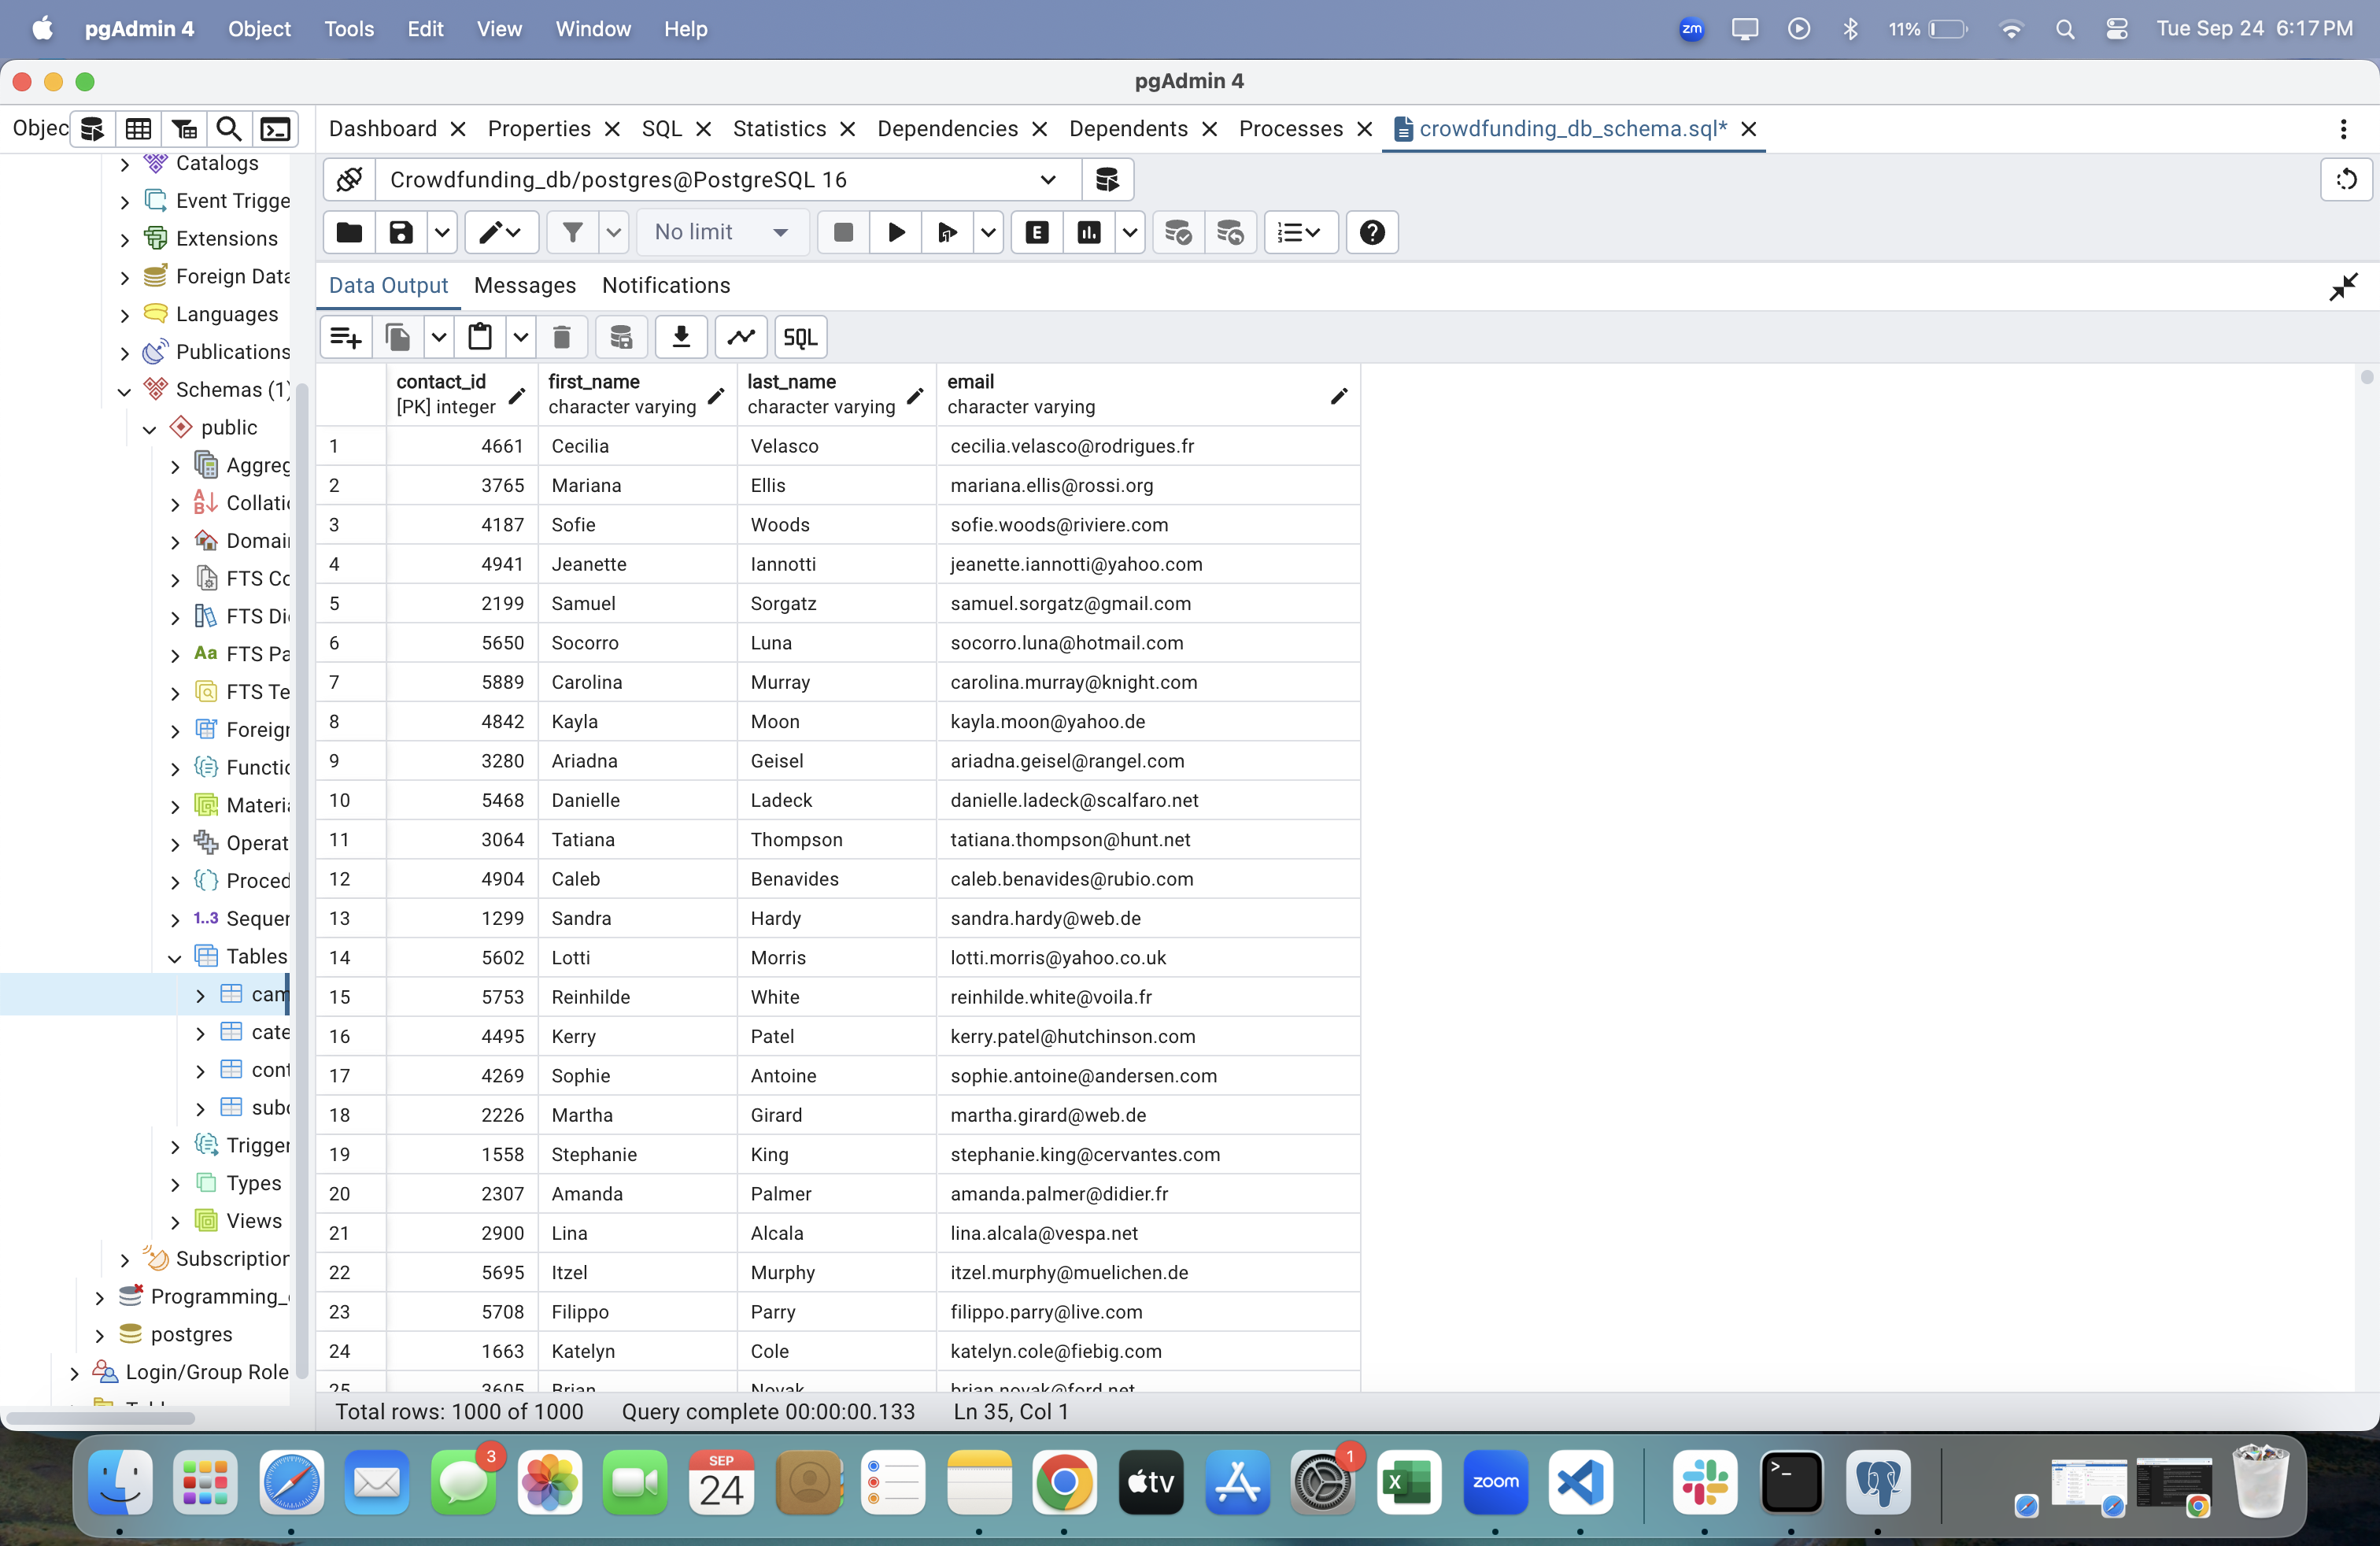 pgAdmin 4 Object Tools Edit View Window Help zm 11% Tue Sep 24 6:17 PM
pgAdmin 4
Objec Dashboard Properties SQL Statistics Dependencies Dependents Processes crowdfunding_db_schema.sql*
Crowdfunding_db/postgres@PostgreSQL 16
No limit E
Data Output Messages Notifications
SQL
Catalogs
Event Trigge
Extensions
Foreign Data
Languages
Publications
Schemas (1)
public
Aggreg
Collatio
Domain
FTS Co
FTS Di
Aa FTS Pa
FTS Te
Foreign
Functio
Materia
Operat
Proced
1..3 Sequen
Tables
cam
cate
cont
subc
Trigger
Types
Views
Subscription
Programming_
postgres
Login/Group Role
contact_id first_name last_name email
[PK] integer character varying character varying character varying
1 4661 Cecilia Velasco cecilia.velasco@rodrigues.fr
2 3765 Mariana Ellis mariana.ellis@rossi.org
3 4187 Sofie Woods sofie.woods@riviere.com
4 4941 Jeanette Iannotti jeanette.iannotti@yahoo.com
5 2199 Samuel Sorgatz samuel.sorgatz@gmail.com
6 5650 Socorro Luna socorro.luna@hotmail.com
7 5889 Carolina Murray carolina.murray@knight.com
8 4842 Kayla Moon kayla.moon@yahoo.de
9 3280 Ariadna Geisel ariadna.geisel@rangel.com
10 5468 Danielle Ladeck danielle.ladeck@scalfaro.net
11 3064 Tatiana Thompson tatiana.thompson@hunt.net
12 4904 Caleb Benavides caleb.benavides@rubio.com
13 1299 Sandra Hardy sandra.hardy@web.de
14 5602 Lotti Morris lotti.morris@yahoo.co.uk
15 5753 Reinhilde White reinhilde.white@voila.fr
16 4495 Kerry Patel kerry.patel@hutchinson.com
17 4269 Sophie Antoine sophie.antoine@andersen.com
18 2226 Martha Girard martha.girard@web.de
19 1558 Stephanie King stephanie.king@cervantes.com
20 2307 Amanda Palmer amanda.palmer@didier.fr
21 2900 Lina Alcala lina.alcala@vespa.net
22 5695 Itzel Murphy itzel.murphy@muelichen.de
23 5708 Filippo Parry filippo.parry@live.com
24 1663 Katelyn Cole katelyn.cole@fiebig.com
25 3605 Brian Novak brian.novak@ford.net
Total rows: 1000 of 1000 Query complete 00:00:00.133 Ln 35, Col 1
3 SEP 24 tv 1 X zoom >_